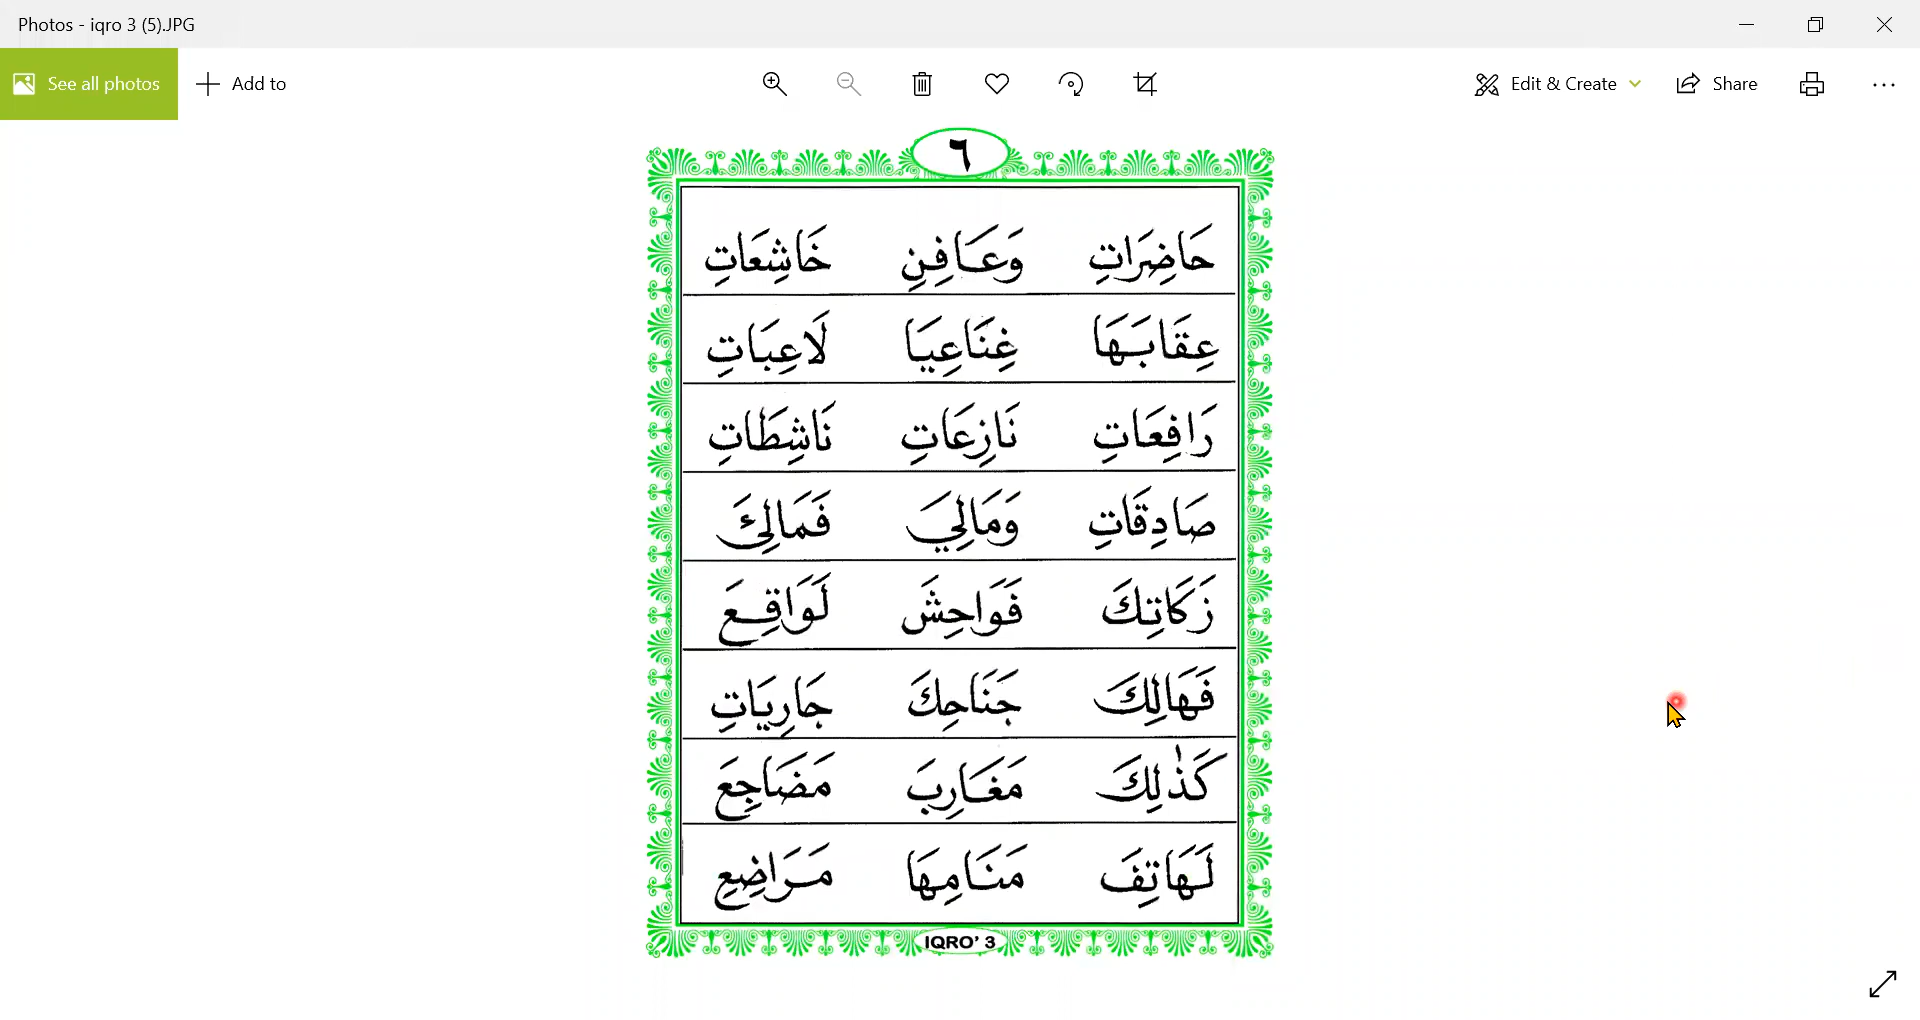 Photos - iqro 3 (5).JPG
See all photos
Add to
Edit & Create
Share
٦
حَاضِرَاتِ وَعَافِنِ خَاشِعَاتِ
عِقَابَهَا غِنَاعِيَا لَاعِبَاتِ
رَافِعَاتِ نَازِعَاتِ نَاشِطَاتِ
صَادِقَاتِ وَمَالِيَ فَمَالِئَ
زَكَاتِكَ فَوَاحِشَ لَوَاقِعَ
فَهَالِكَ جَنَاحِكَ جَارِيَاتِ
كَذٰلِكَ مَغَارِبَ مَضَاجِعَ
لَهَاتِفَ مَنَامِهَا مَرَاضِعِ
IQRO' 3